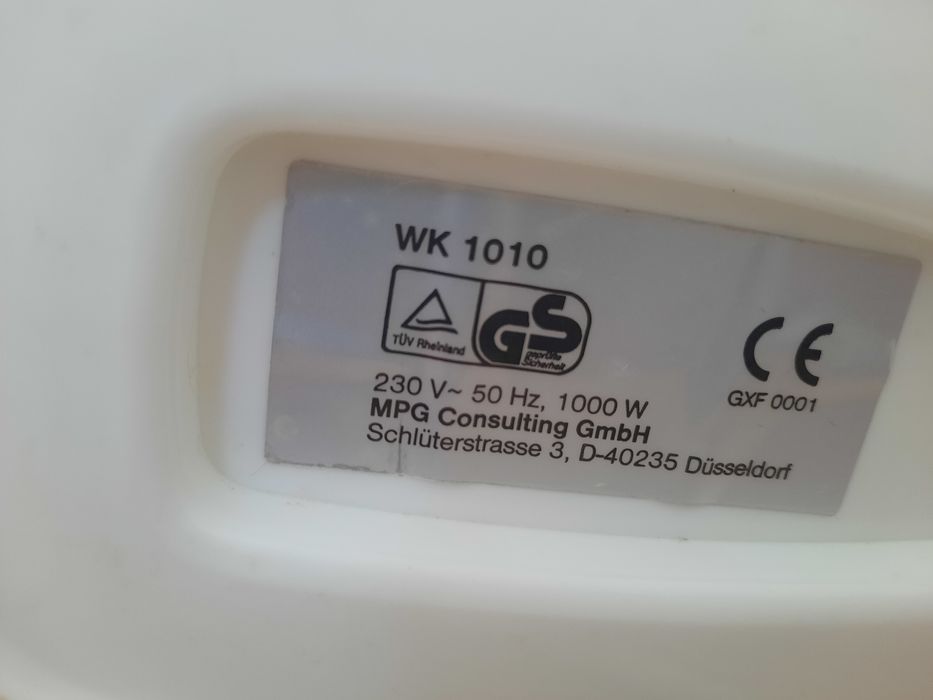 WK 1010
TÜV Rheinland
GS
geprüfte
Sicherheit
CE
GXF 0001
230 V~ 50 Hz, 1000 W
MPG Consulting GmbH
Schlüterstrasse 3, D-40235 Düsseldorf